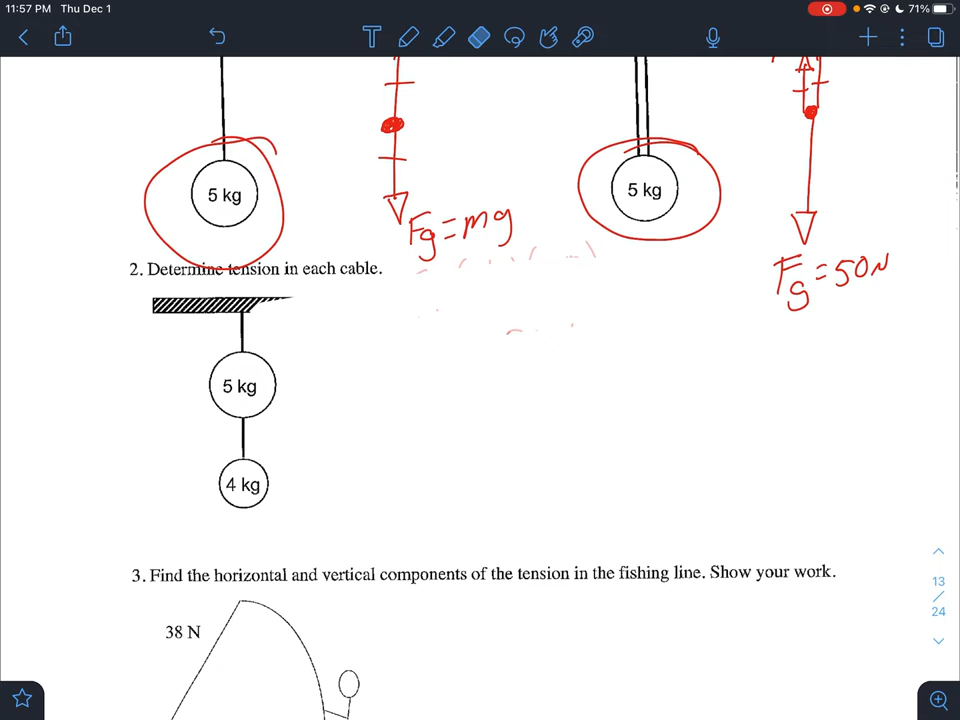 11:57 PM Thu Dec 1
71%
5 kg
5 kg
Fg = mg
Fg = 50N
2. Determine tension in each cable.
5 kg
4 kg
3. Find the horizontal and vertical components of the tension in the fishing line. Show your work.
38 N
13
/
24